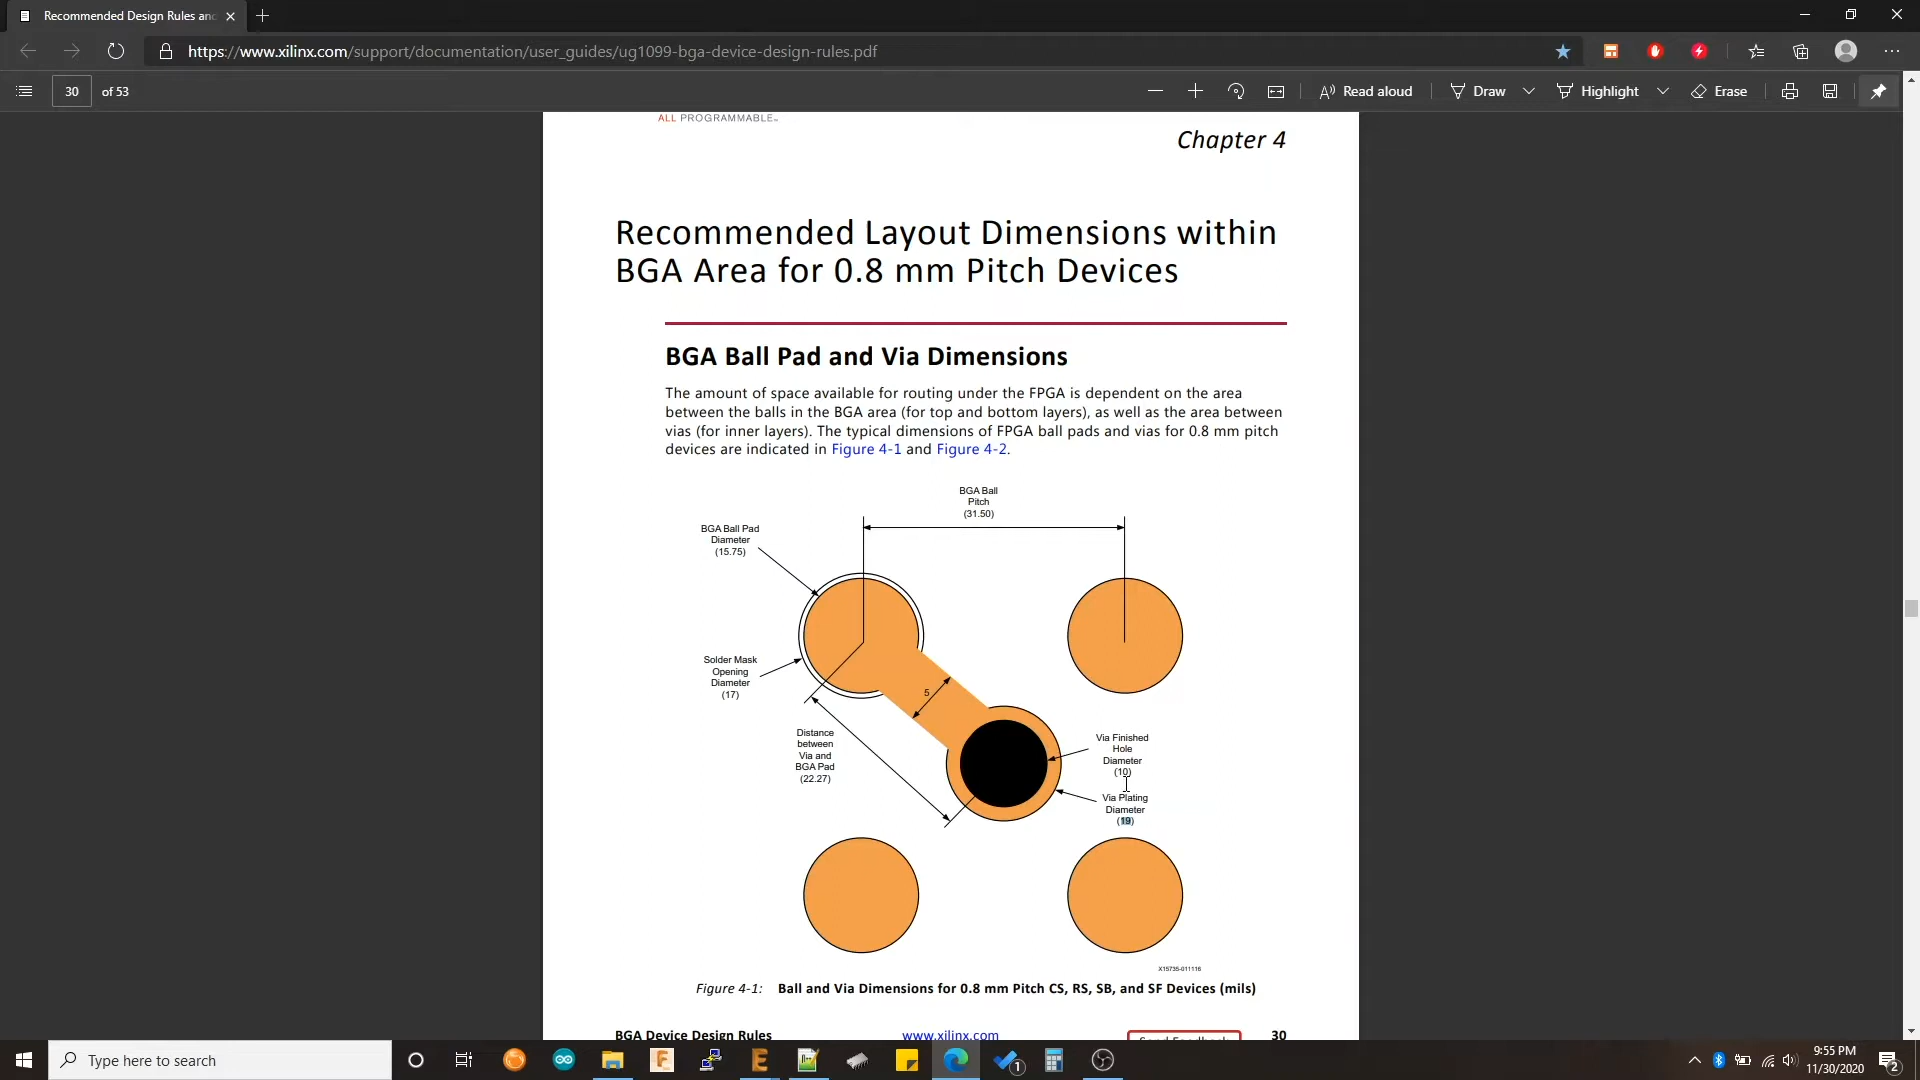 Recommended Design Rules and
https://www.xilinx.com/support/documentation/user_guides/ug1099-bga-device-design-rules.pdf
30 of 53
Read aloud
Draw
Highlight
Erase
ALL PROGRAMMABLE™
Chapter 4
Recommended Layout Dimensions within
BGA Area for 0.8 mm Pitch Devices
BGA Ball Pad and Via Dimensions
The amount of space available for routing under the FPGA is dependent on the area
between the balls in the BGA area (for top and bottom layers), as well as the area between
vias (for inner layers). The typical dimensions of FPGA ball pads and vias for 0.8 mm pitch
devices are indicated in Figure 4-1 and Figure 4-2.
BGA Ball
Pitch
(31.50)
BGA Ball Pad
Diameter
(15.75)
Solder Mask
Opening
Diameter
(17)
5
Distance
between
Via and
BGA Pad
(22.27)
Via Finished
Hole
Diameter
(10)
Via Plating
Diameter
(19)
X15735-011116
Figure 4-1: Ball and Via Dimensions for 0.8 mm Pitch CS, RS, SB, and SF Devices (mils)
BGA Device Design Rules
www.xilinx.com
Send Feedback
30
Type here to search
1
9:55 PM
11/30/2020
2